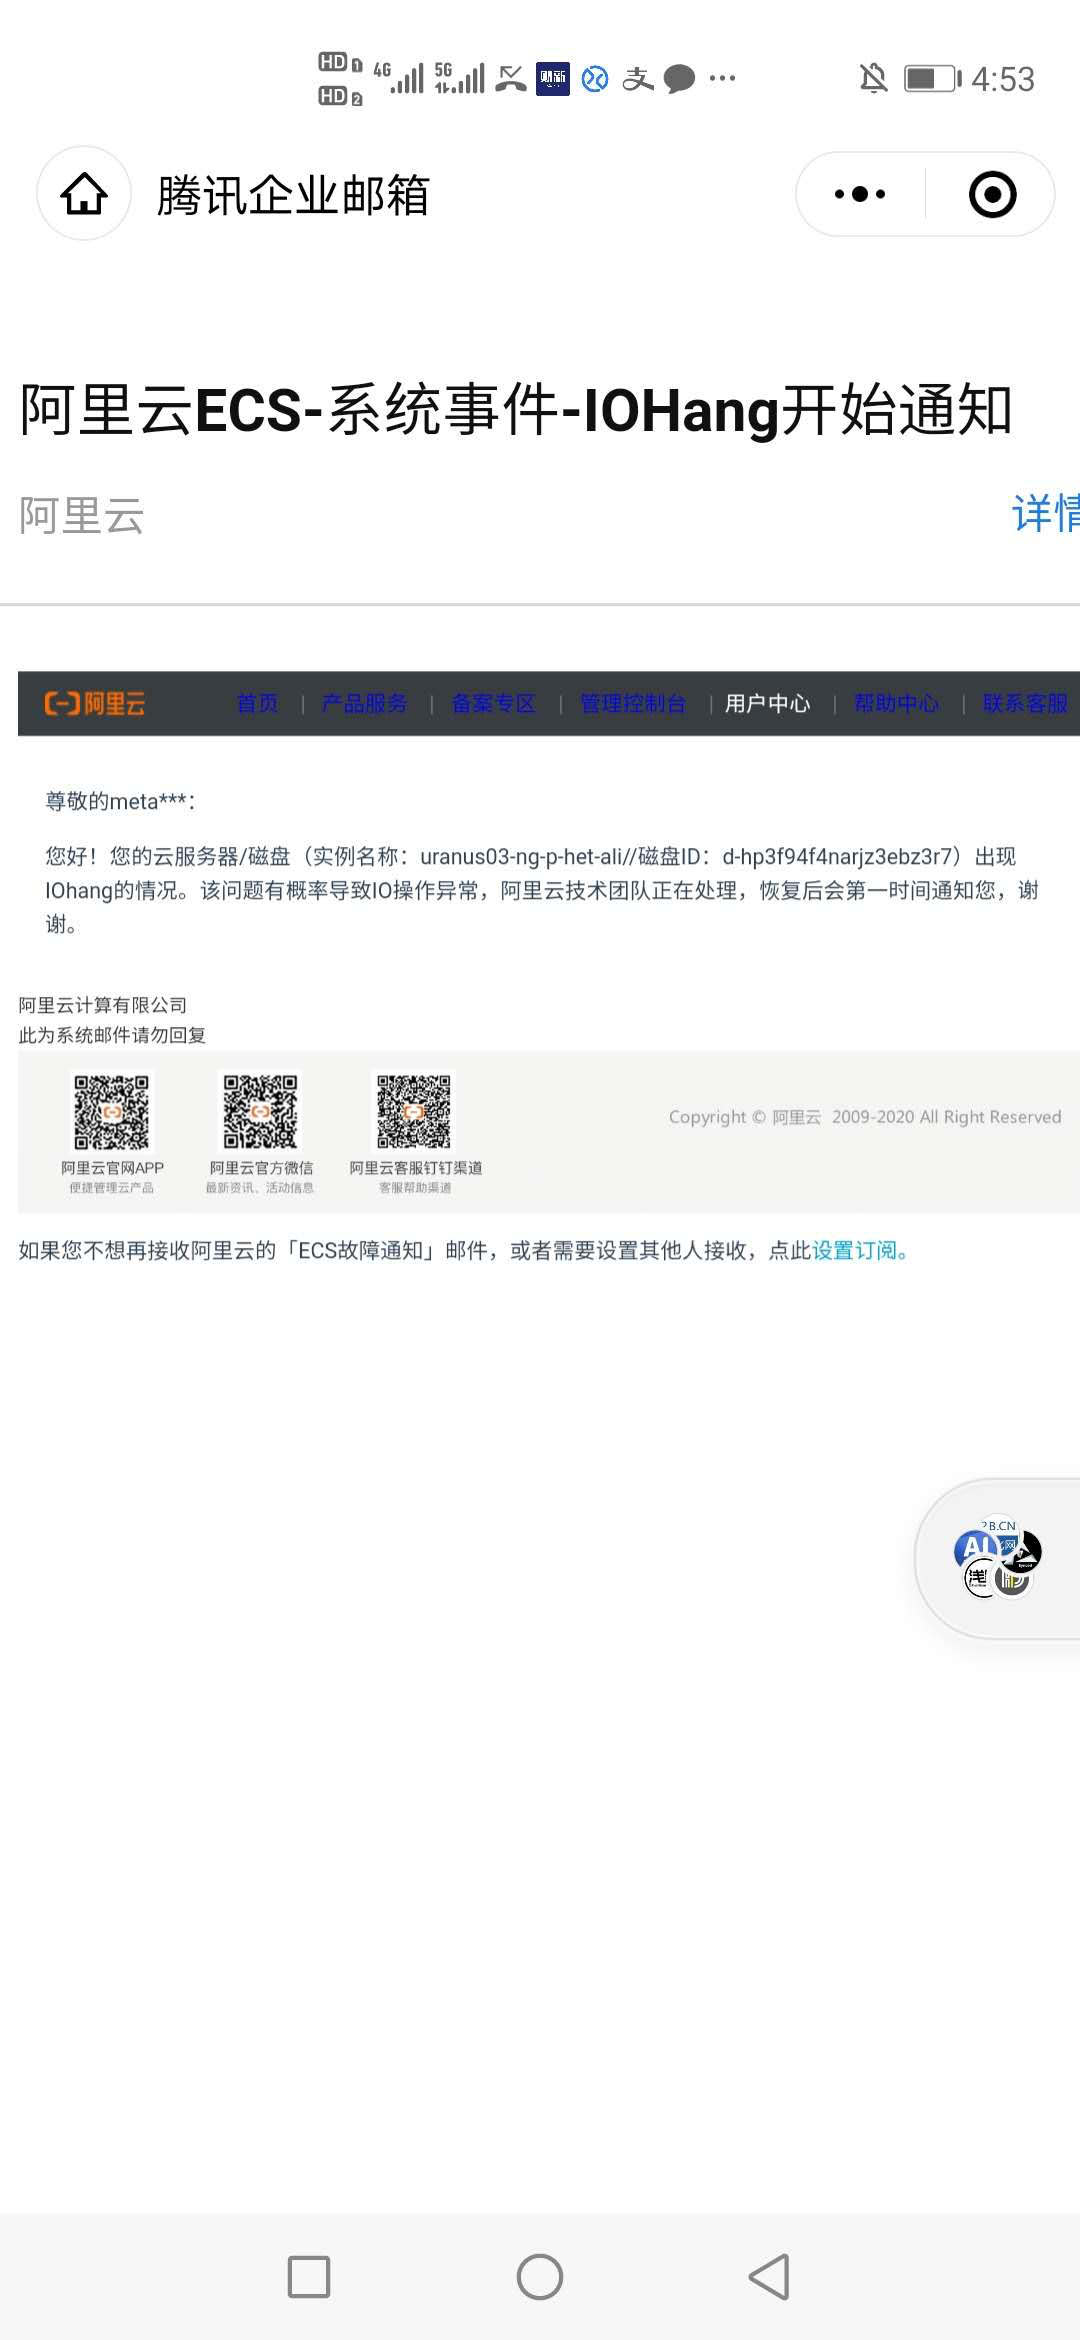 HD 1 4G 5G 财新 支 4:53
HD 2
腾讯企业邮箱
阿里云ECS-系统事件-IOHang开始通知
阿里云 详情
阿里云 首页 | 产品服务 | 备案专区 | 管理控制台 | 用户中心 | 帮助中心 | 联系客服
尊敬的meta***：
您好！您的云服务器/磁盘（实例名称：uranus03-ng-p-het-ali//磁盘ID：d-hp3f94f4narjz3ebz3r7）出现
IOhang的情况。该问题有概率导致IO操作异常，阿里云技术团队正在处理，恢复后会第一时间通知您，谢
谢。
阿里云计算有限公司
此为系统邮件请勿回复
Copyright © 阿里云 2009-2020 All Right Reserved
阿里云官网APP 阿里云官方微信 阿里云客服钉钉渠道
便捷管理云产品 最新资讯、活动信息 客服帮助渠道
如果您不想再接收阿里云的「ECS故障通知」邮件，或者需要设置其他人接收，点此设置订阅。
B.CN
AI 网
浅